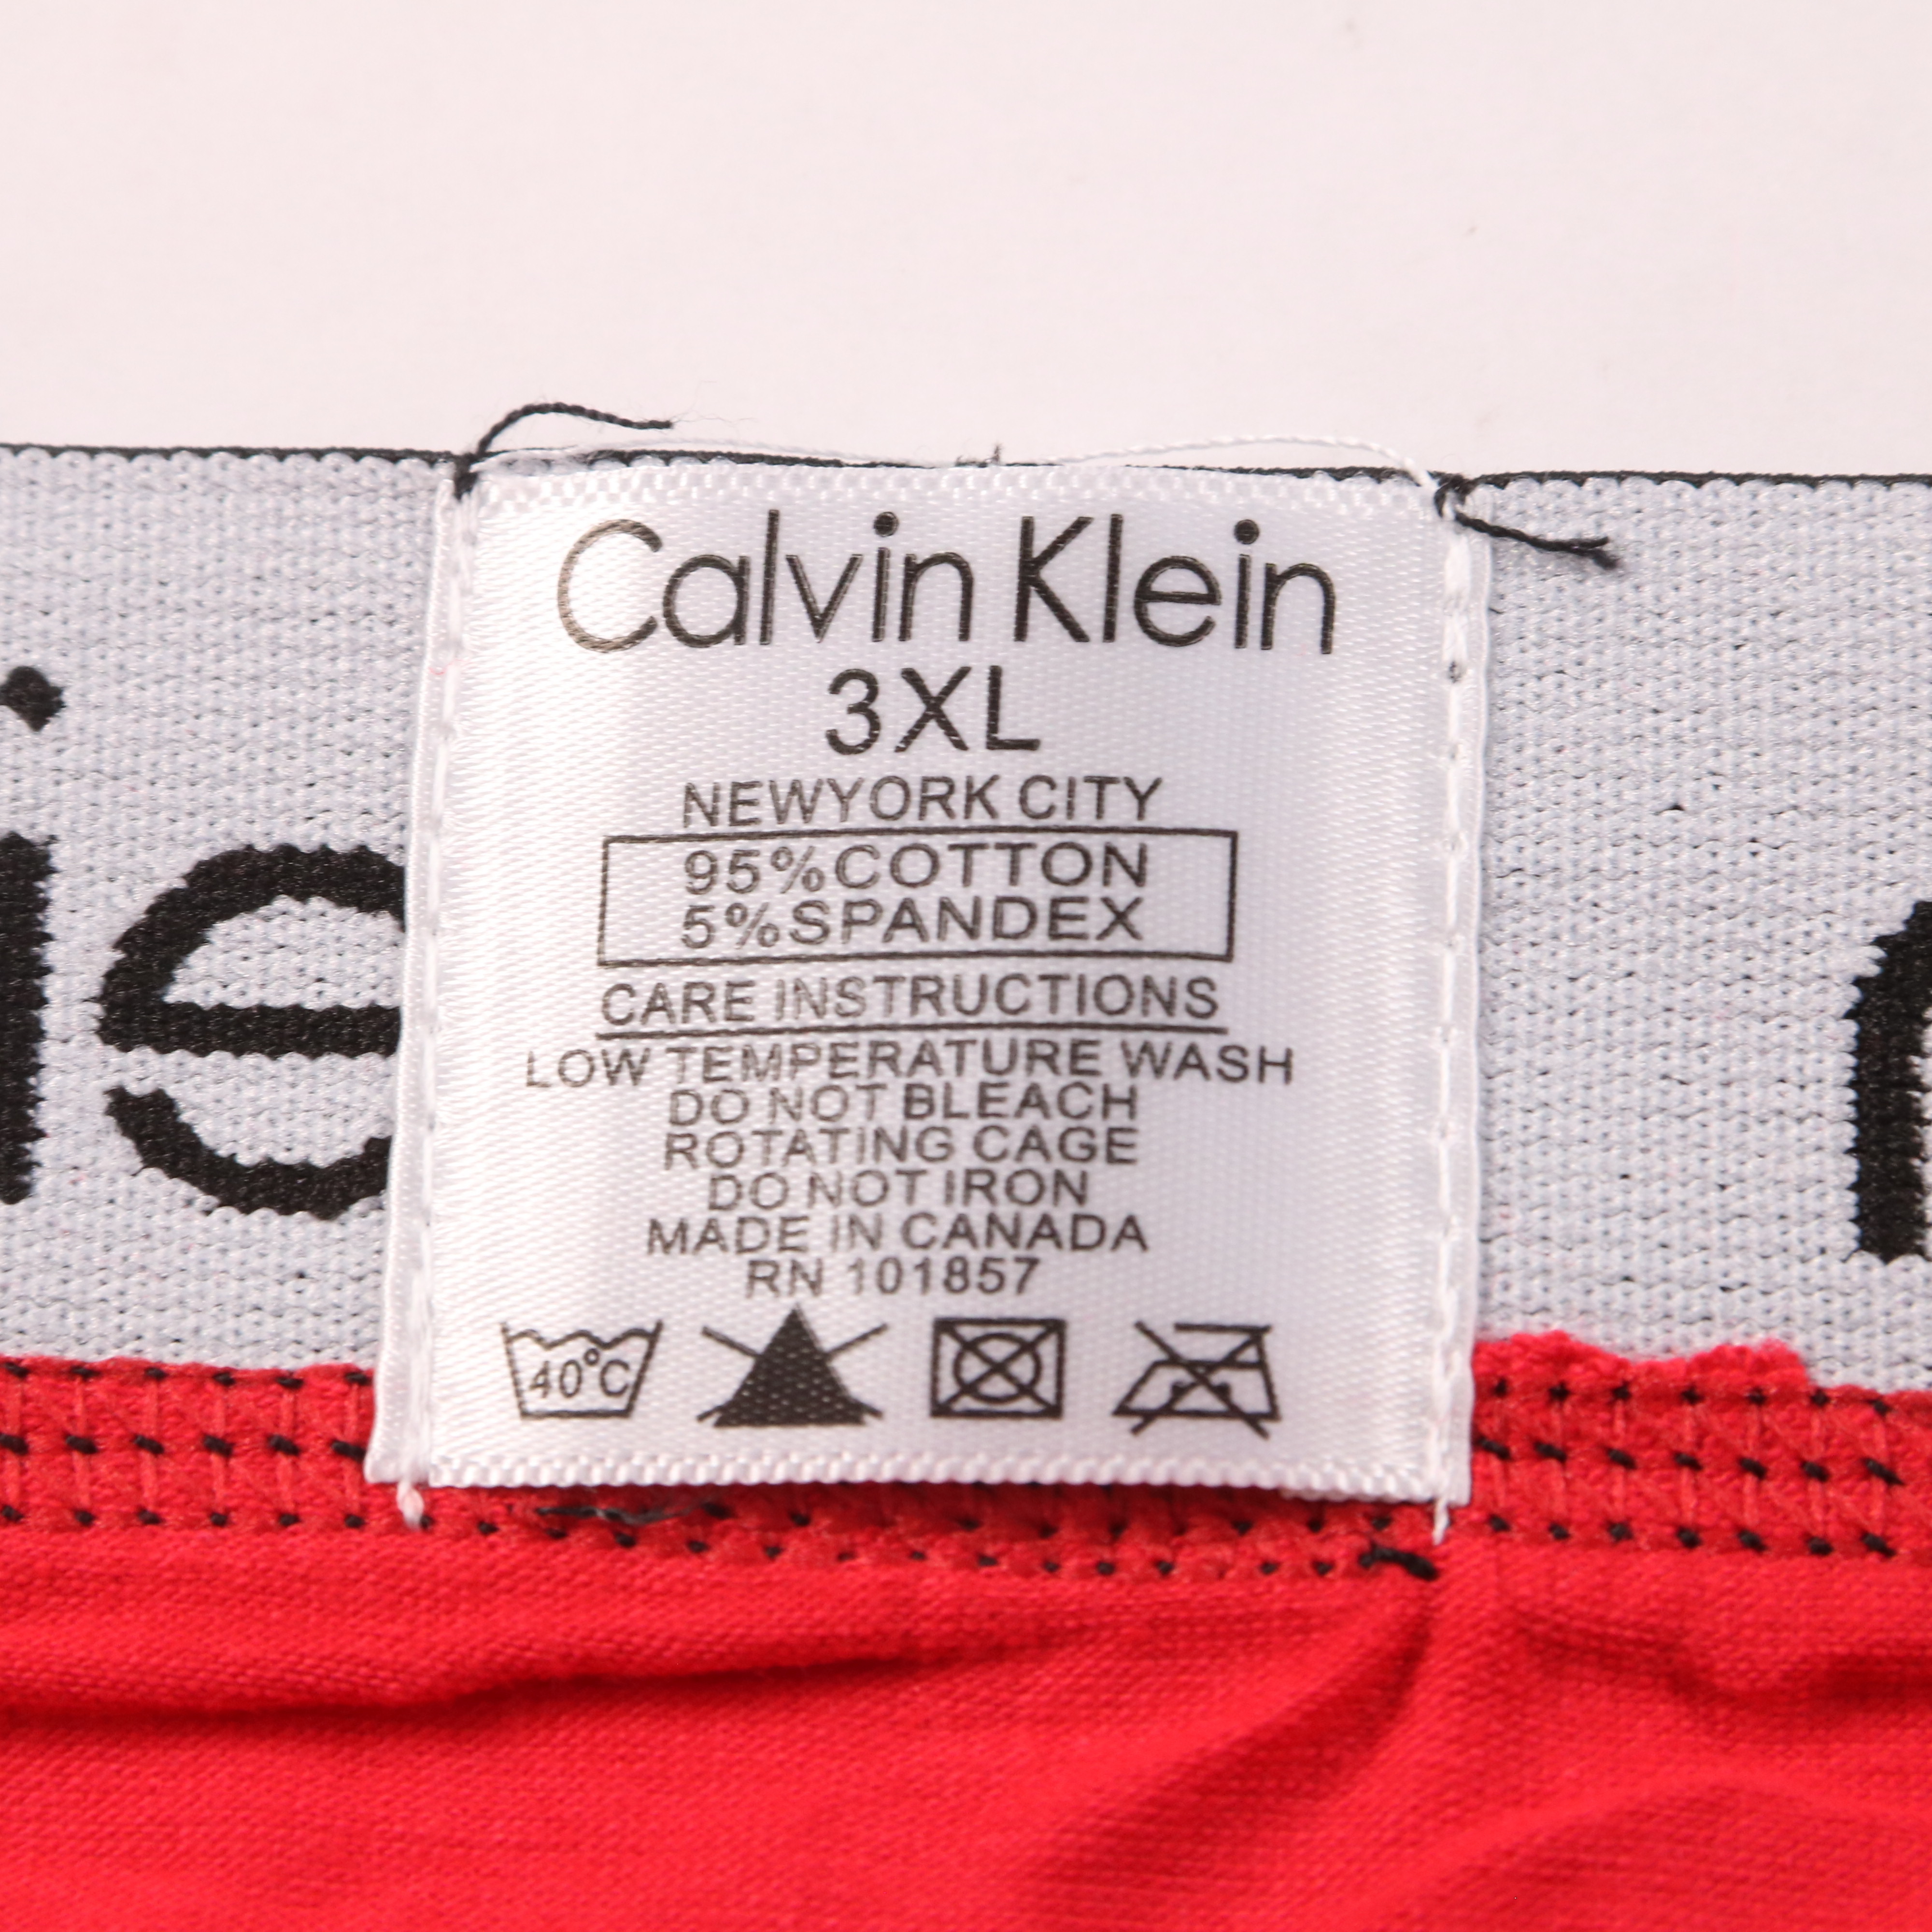 Calvin Klein
3XL
NEWYORK CITY
95%COTTON
5%SPANDEX
CARE INSTRUCTIONS
LOW TEMPERATURE WASH
DO NOT BLEACH
ROTATING CAGE
DO NOT IRON
MADE IN CANADA
RN 101857
40°C
ie